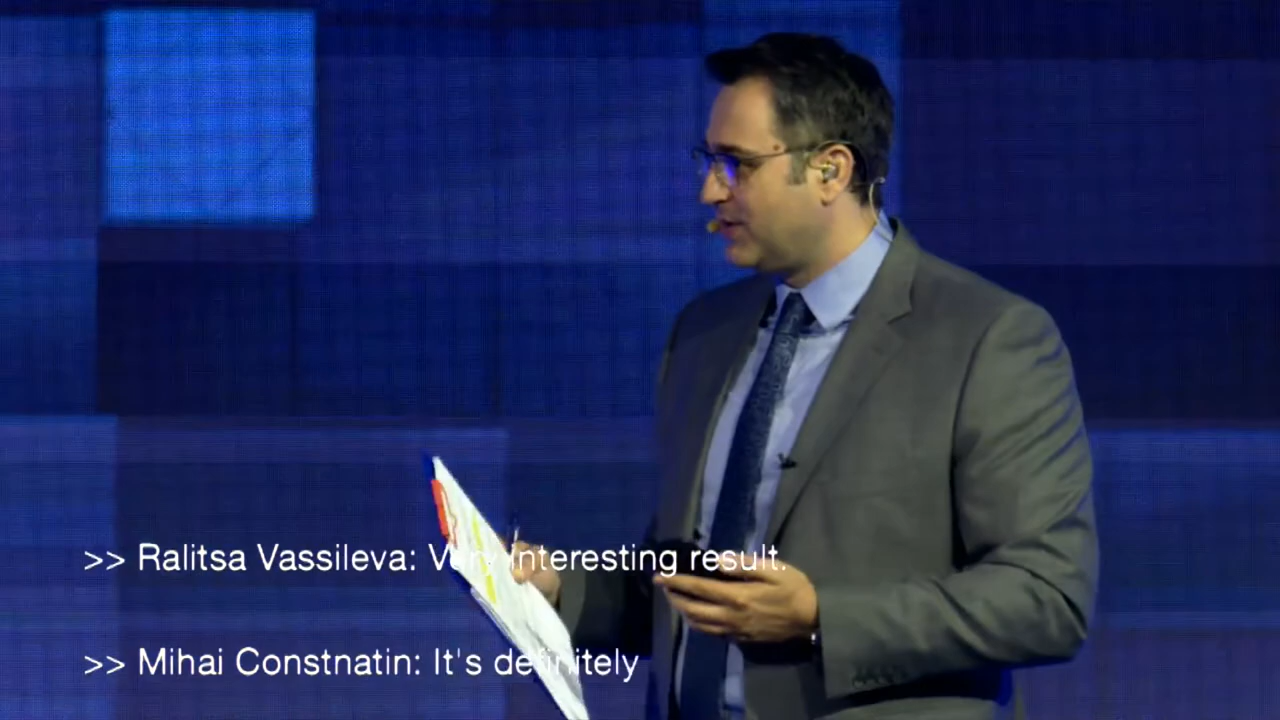 >> Ralitsa Vassileva: Very interesting result.
>> Mihai Constnatin: It's definitely